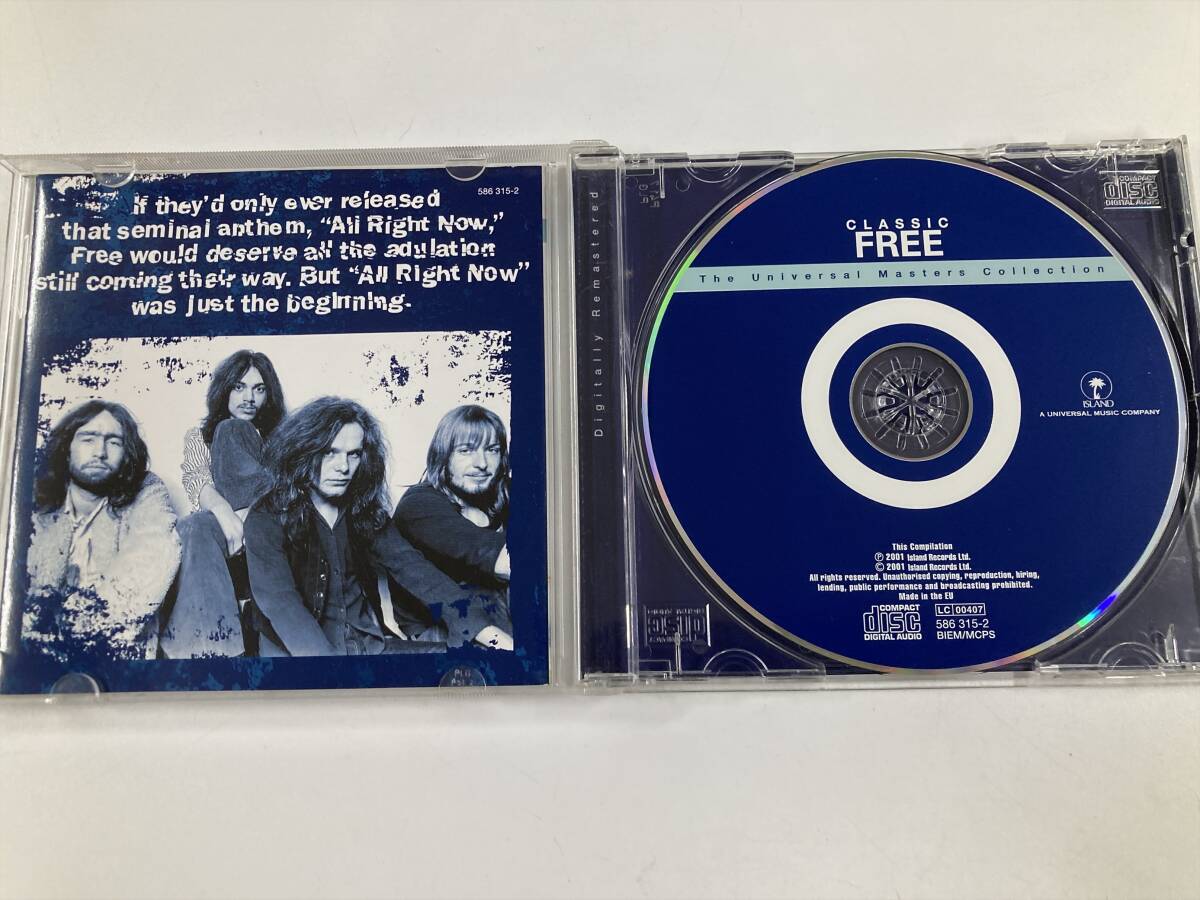 586 315-2
If they'd only ever released
that seminal anthem, "All Right Now,"
Free would deserve all the adulation
still coming their way. But "All Right Now"
was just the beginning.
Digitally Remastered
COMPACT
disc
DIGITAL AUDIO
CLASSIC
FREE
The Universal Masters Collection
ISLAND
A UNIVERSAL MUSIC COMPANY
This Compilation
℗ 2001 Island Records Ltd.
© 2001 Island Records Ltd.
All rights reserved. Unauthorised copying, reproduction, hiring,
lending, public performance and broadcasting prohibited.
Made in the EU
COMPACT
disc
DIGITAL AUDIO
LC 00407
586 315-2
BIEM/MCPS